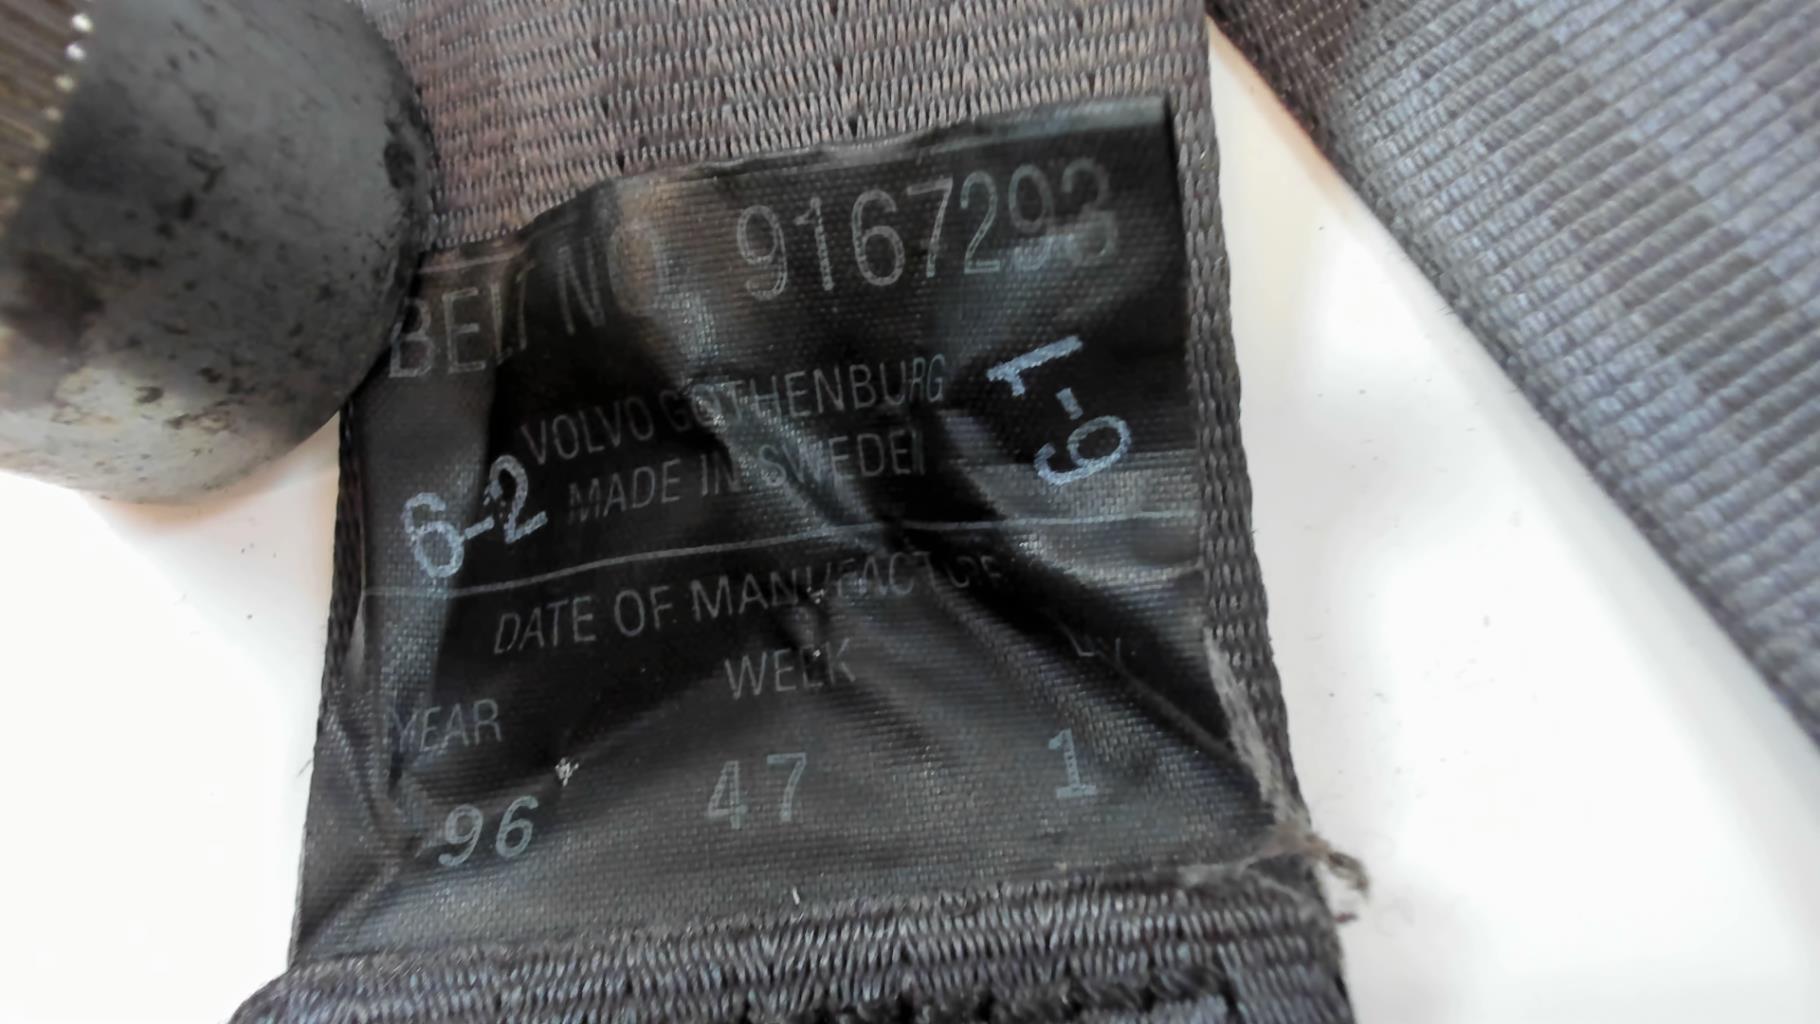 BELT NO 9167293
VOLVO GOTHENBURG
MADE IN SWEDEN
6-2
6-1
DATE OF MANUFACTURE
YEAR WEEK
96 47 1